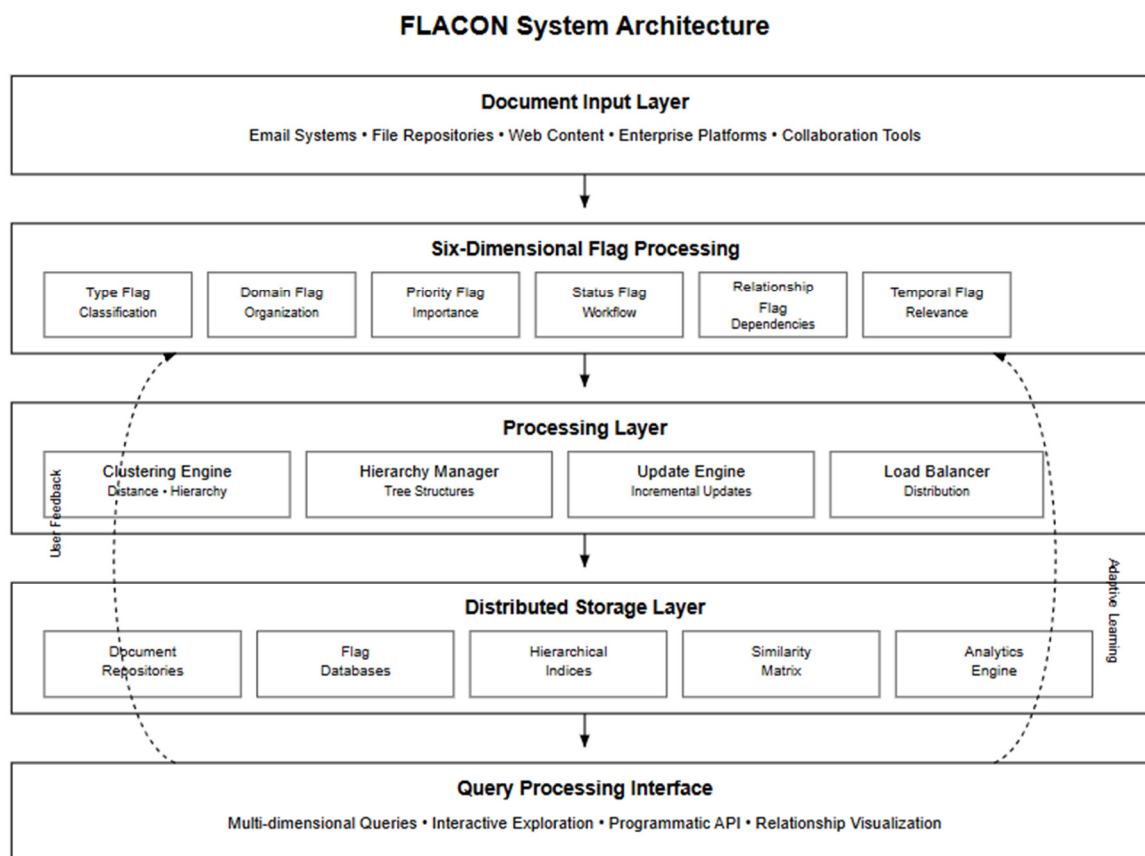 FLACON System Architecture
Document Input Layer
Email Systems • File Repositories • Web Content • Enterprise Platforms • Collaboration Tools
Six-Dimensional Flag Processing
Type Flag
Classification
Domain Flag
Organization
Priority Flag
Importance
Status Flag
Workflow
Relationship
Flag
Dependencies
Temporal Flag
Relevance
Processing Layer
Clustering Engine
Distance • Hierarchy
Hierarchy Manager
Tree Structures
Update Engine
Incremental Updates
Load Balancer
Distribution
User Feedback
Adaptive Learning
Distributed Storage Layer
Document
Repositories
Flag
Databases
Hierarchical
Indices
Similarity
Matrix
Analytics
Engine
Query Processing Interface
Multi-dimensional Queries • Interactive Exploration • Programmatic API • Relationship Visualization